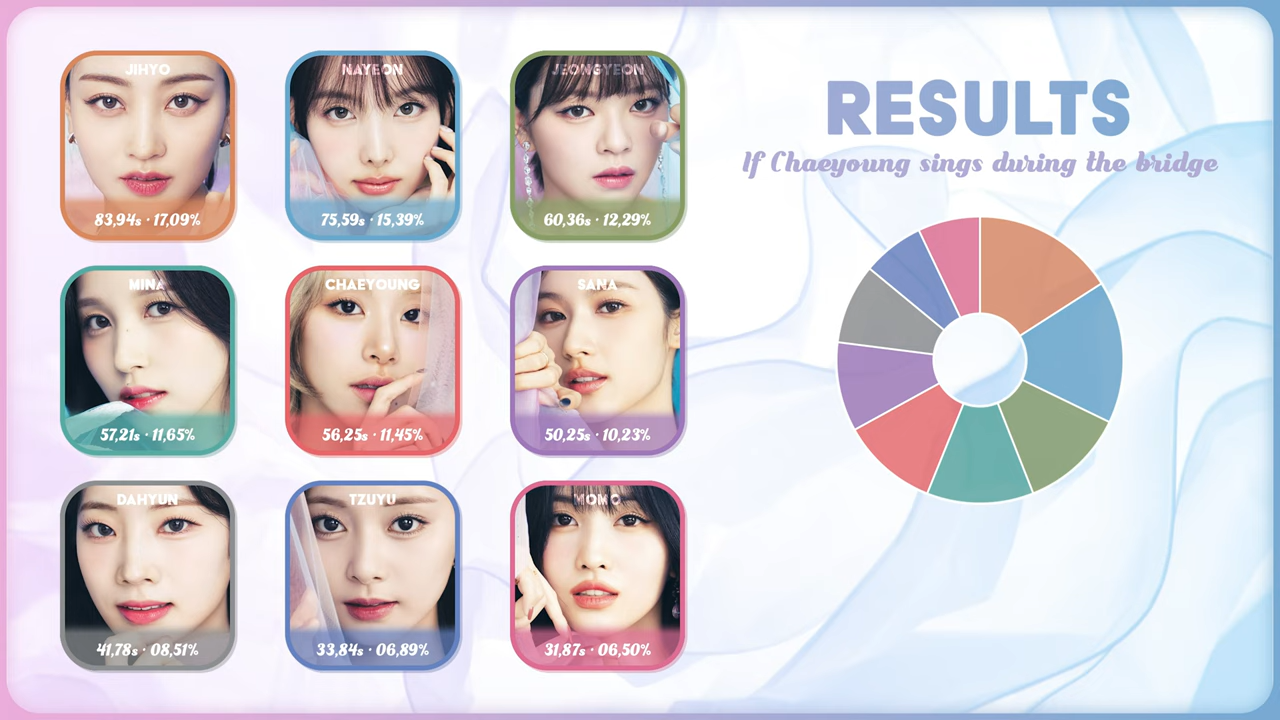 JIHYO
83,94s · 17,09%
NAYEON
75,59s · 15,39%
JEONGYEON
60,36s · 12,29%
MINA
57,21s · 11,65%
CHAEYOUNG
56,25s · 11,45%
SANA
50,25s · 10,23%
DAHYUN
41,78s · 08,51%
TZUYU
33,84s · 06,89%
MOMO
31,87s · 06,50%
RESULTS
If Chaeyoung sings during the bridge